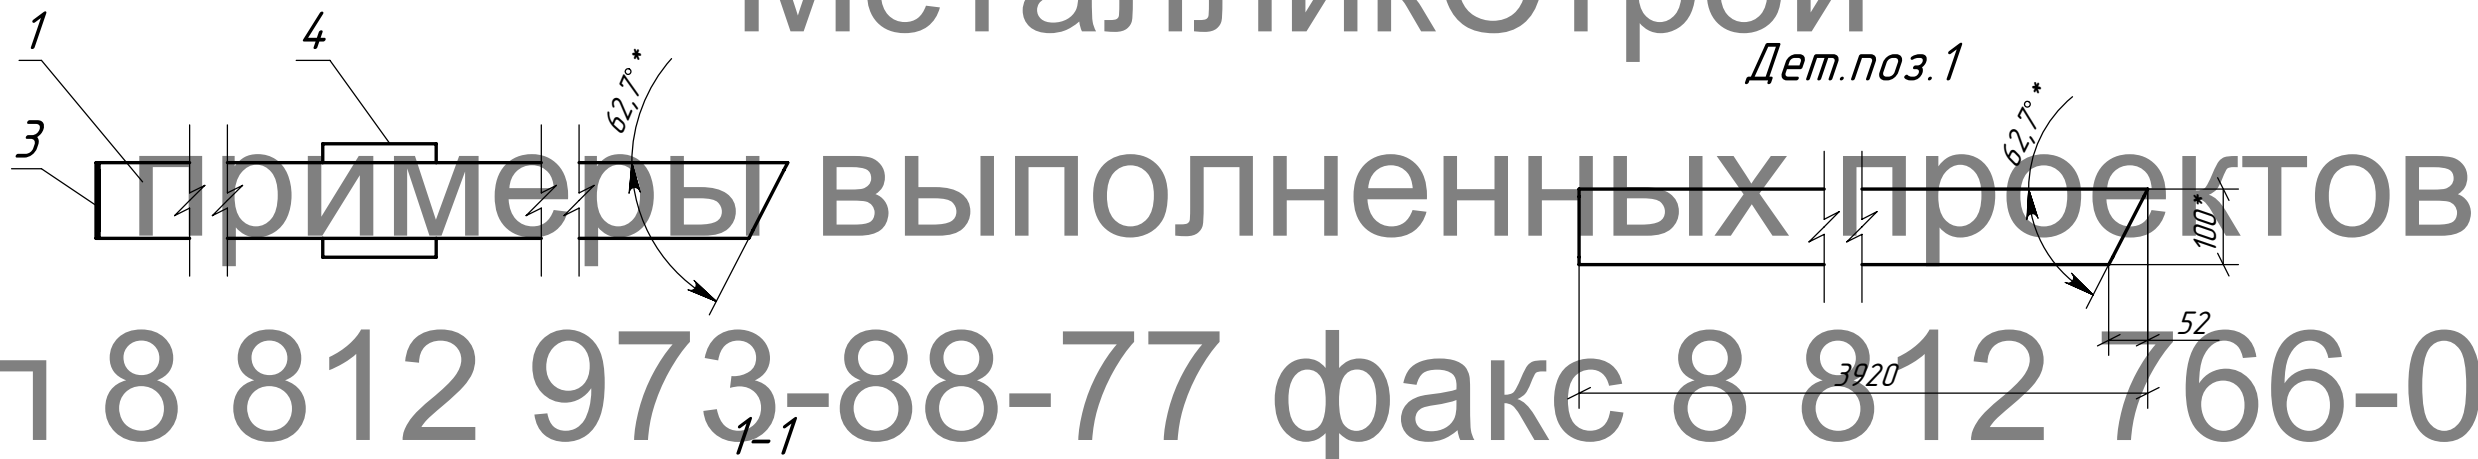 МеталликСтрой
1
4
62,7°*
Дет.поз.1
62,7°*
3
примеры выполненных проектов
100*
52
3920
8 812 973-88-77 факс 8 812 766-0
1-1